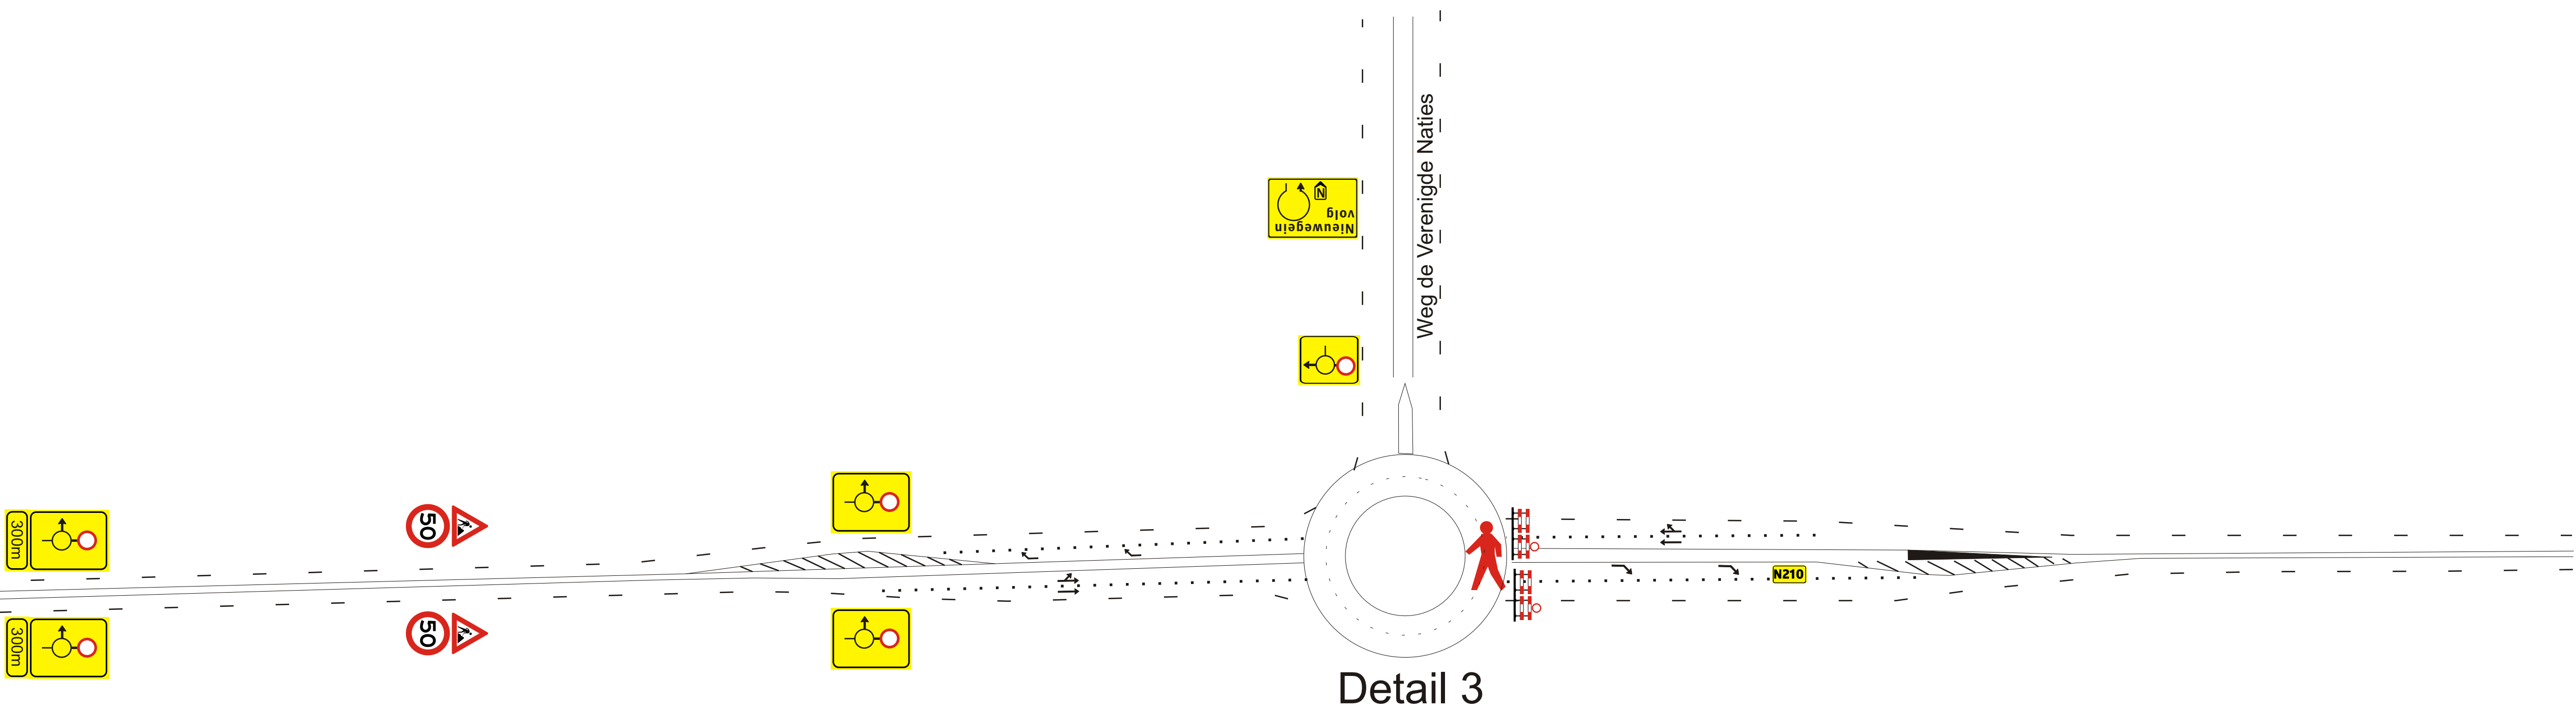 Weg de Verenigde Naties
N
Nieuwegein
volg
300m
50
300m
50
N210
Detail 3